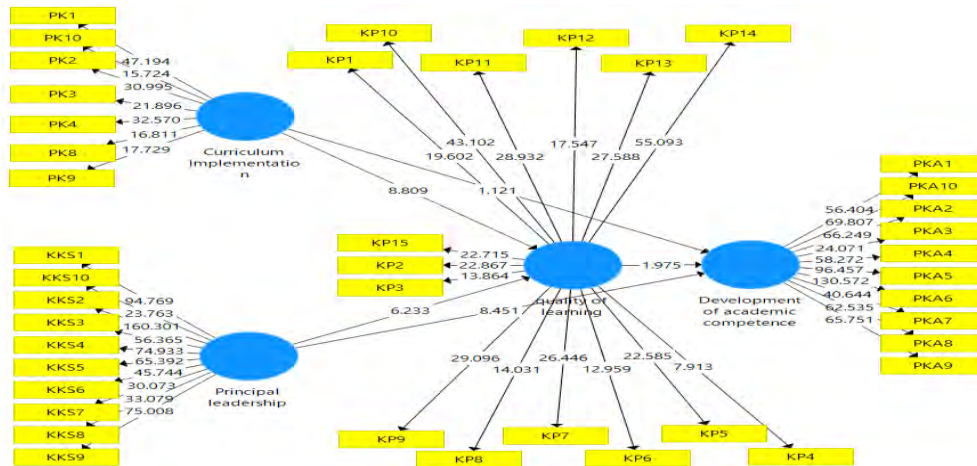 PK1
PK10
PK2
PK3
PK4
PK8
PK9
47.194
15.724
30.995
21.896
32.570
16.811
17.729
Curriculum
Implementatio
n
KP10
KP12
KP14
KP1
KP11
KP13
43.102
19.602
28.932
17.547
27.588
55.093
8.809
1.121
KP15
KP2
KP3
22.715
22.867
13.864
quality of
learning
1.975
6.233
8.451
KKS1
KKS10
KKS2
KKS3
KKS4
KKS5
KKS6
KKS7
KKS8
KKS9
94.769
23.763
160.301
56.365
74.933
65.392
45.744
30.073
33.079
75.008
Principal
leadership
29.096
14.031
26.446
12.959
22.585
7.913
KP9
KP8
KP7
KP6
KP5
KP4
Development
of academic
competence
56.404
69.807
66.249
24.071
58.272
96.457
130.572
40.644
62.535
65.751
PKA1
PKA10
PKA2
PKA3
PKA4
PKA5
PKA6
PKA7
PKA8
PKA9